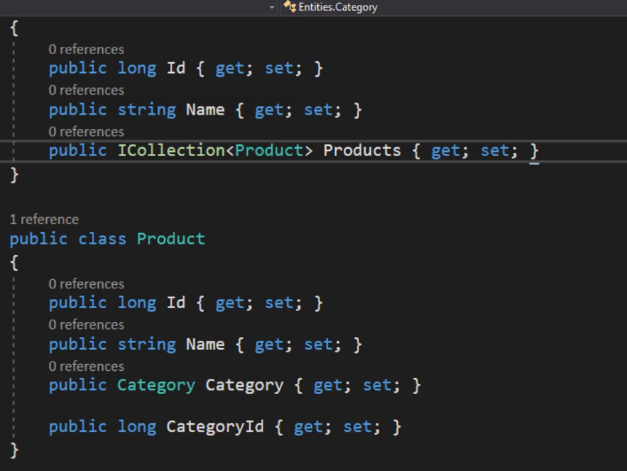 Entities.Category
{
0 references
public long Id { get; set; }
0 references
public string Name { get; set; }
0 references
public ICollection<Product> Products { get; set; }
}
1 reference
public class Product
{
0 references
public long Id { get; set; }
0 references
public string Name { get; set; }
0 references
public Category Category { get; set; }
public long CategoryId { get; set; }
}